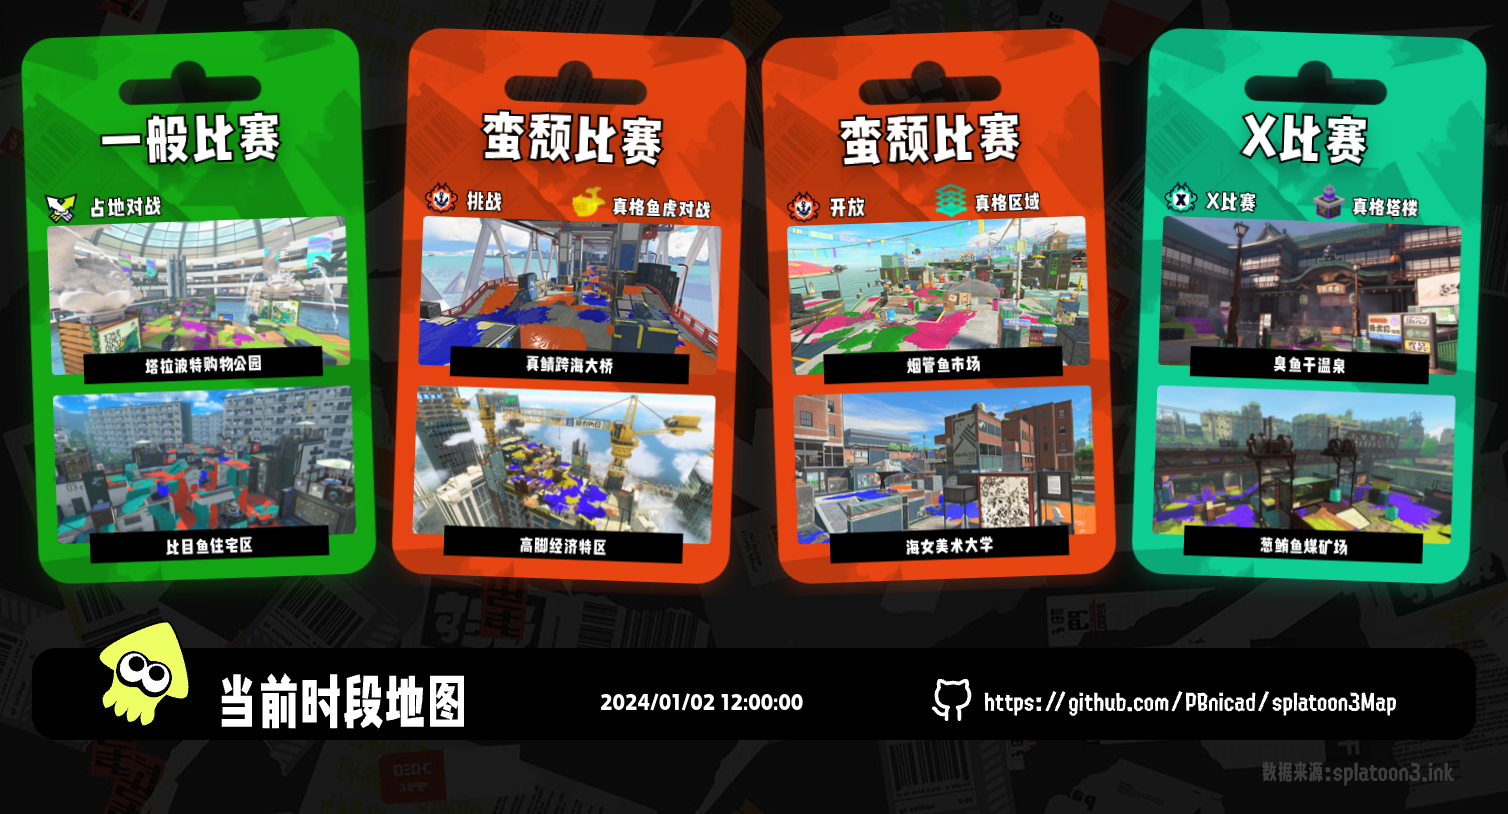 一般比赛
占地对战
塔拉波特购物公园
比目鱼住宅区
蛮颓比赛
挑战
真格鱼虎对战
真鲷跨海大桥
高脚经济特区
蛮颓比赛
开放
真格区域
烟管鱼市场
海女美术大学
X比赛
X比赛
真格塔楼
臭鱼干温泉
葱鲔鱼煤矿场
当前时段地图
2024/01/02 12:00:00
https://github.com/PBnicad/splatoon3Map
数据来源:splatoon3.ink